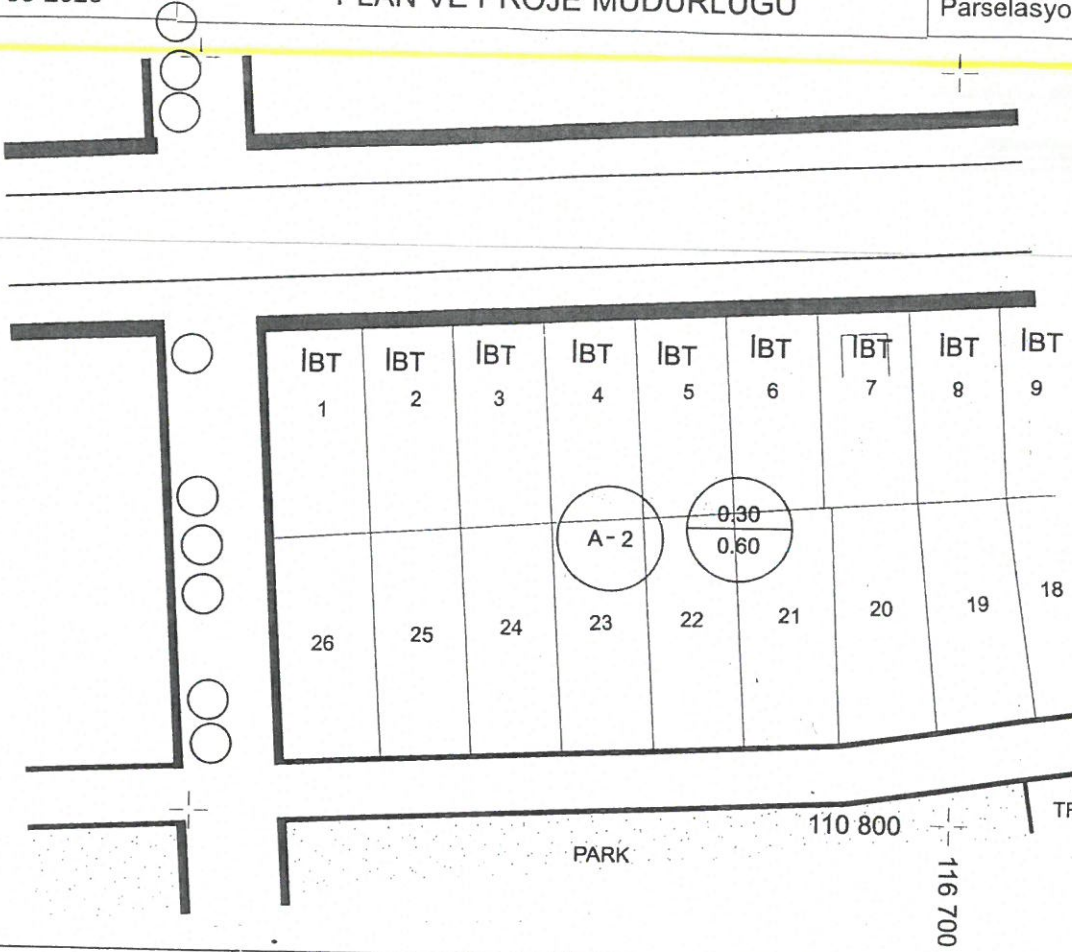 PLAN VE PROJE MÜDÜRLÜĞÜ
Parselasyo
İBT İBT İBT İBT İBT İBT İBT İBT İBT
1 2 3 4 5 6 7 8 9
A-2
0.30
0.60
26 25 24 23 22 21 20 19 18
110 800
PARK
116 700